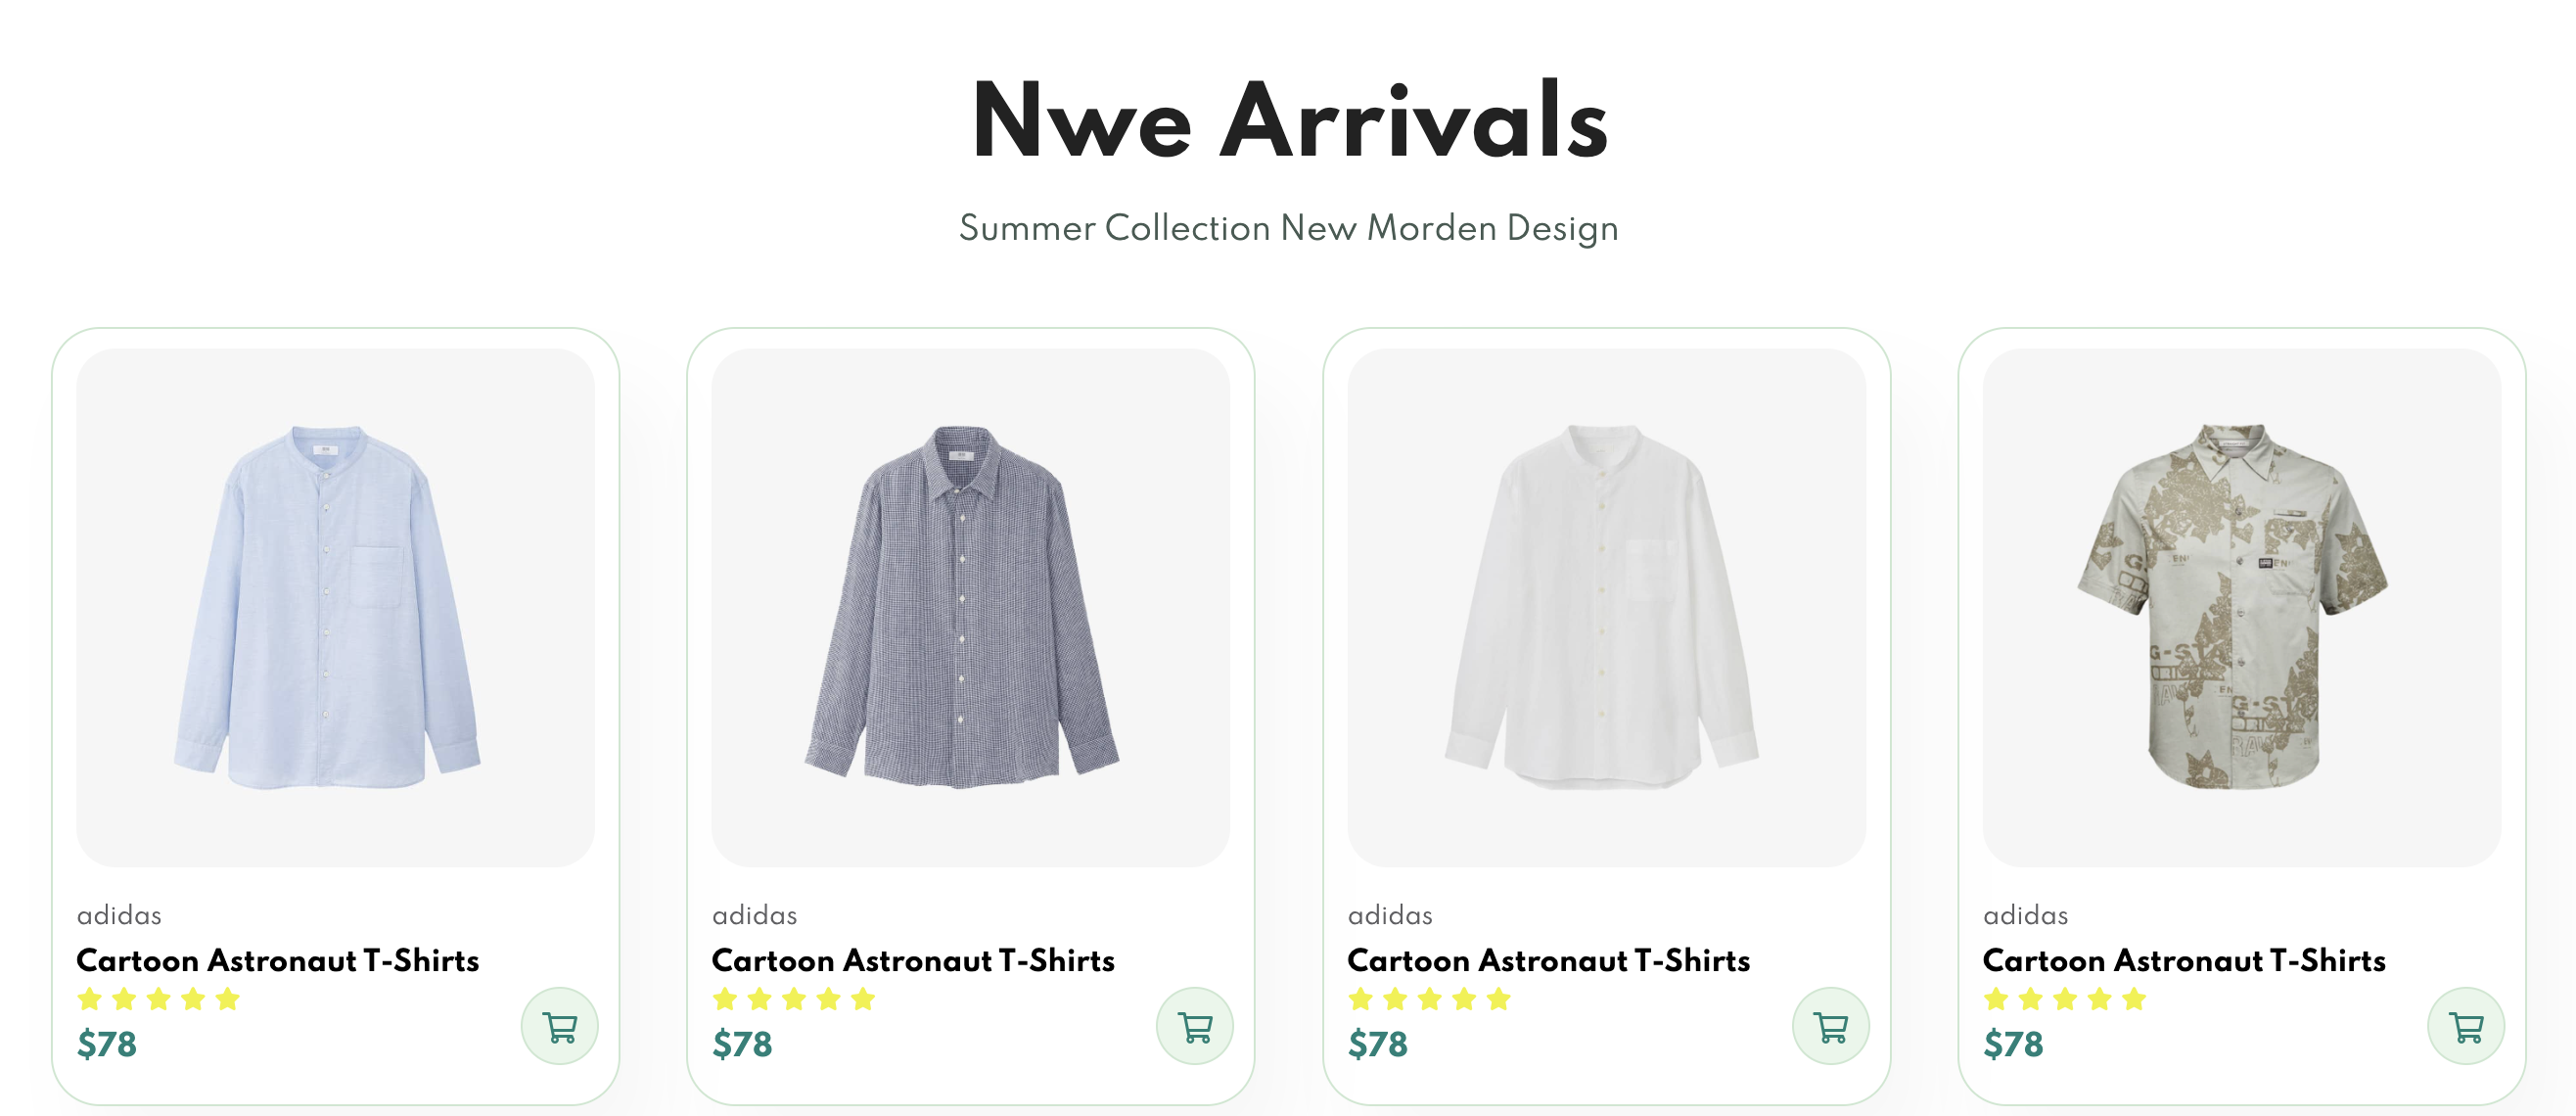 Nwe Arrivals
Summer Collection New Morden Design
adidas
Cartoon Astronaut T-Shirts
$78
adidas
Cartoon Astronaut T-Shirts
$78
adidas
Cartoon Astronaut T-Shirts
$78
adidas
Cartoon Astronaut T-Shirts
$78